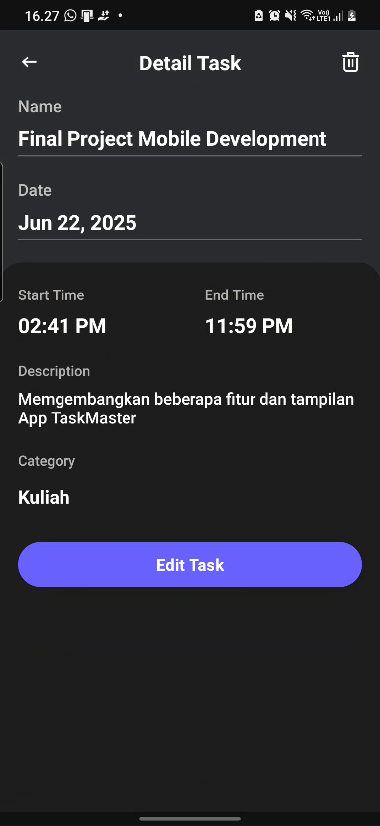 16.27
Detail Task
Name
Final Project Mobile Development
Date
Jun 22, 2025
Start Time
End Time
02:41 PM
11:59 PM
Description
Memgembangkan beberapa fitur dan tampilan
App TaskMaster
Category
Kuliah
Edit Task